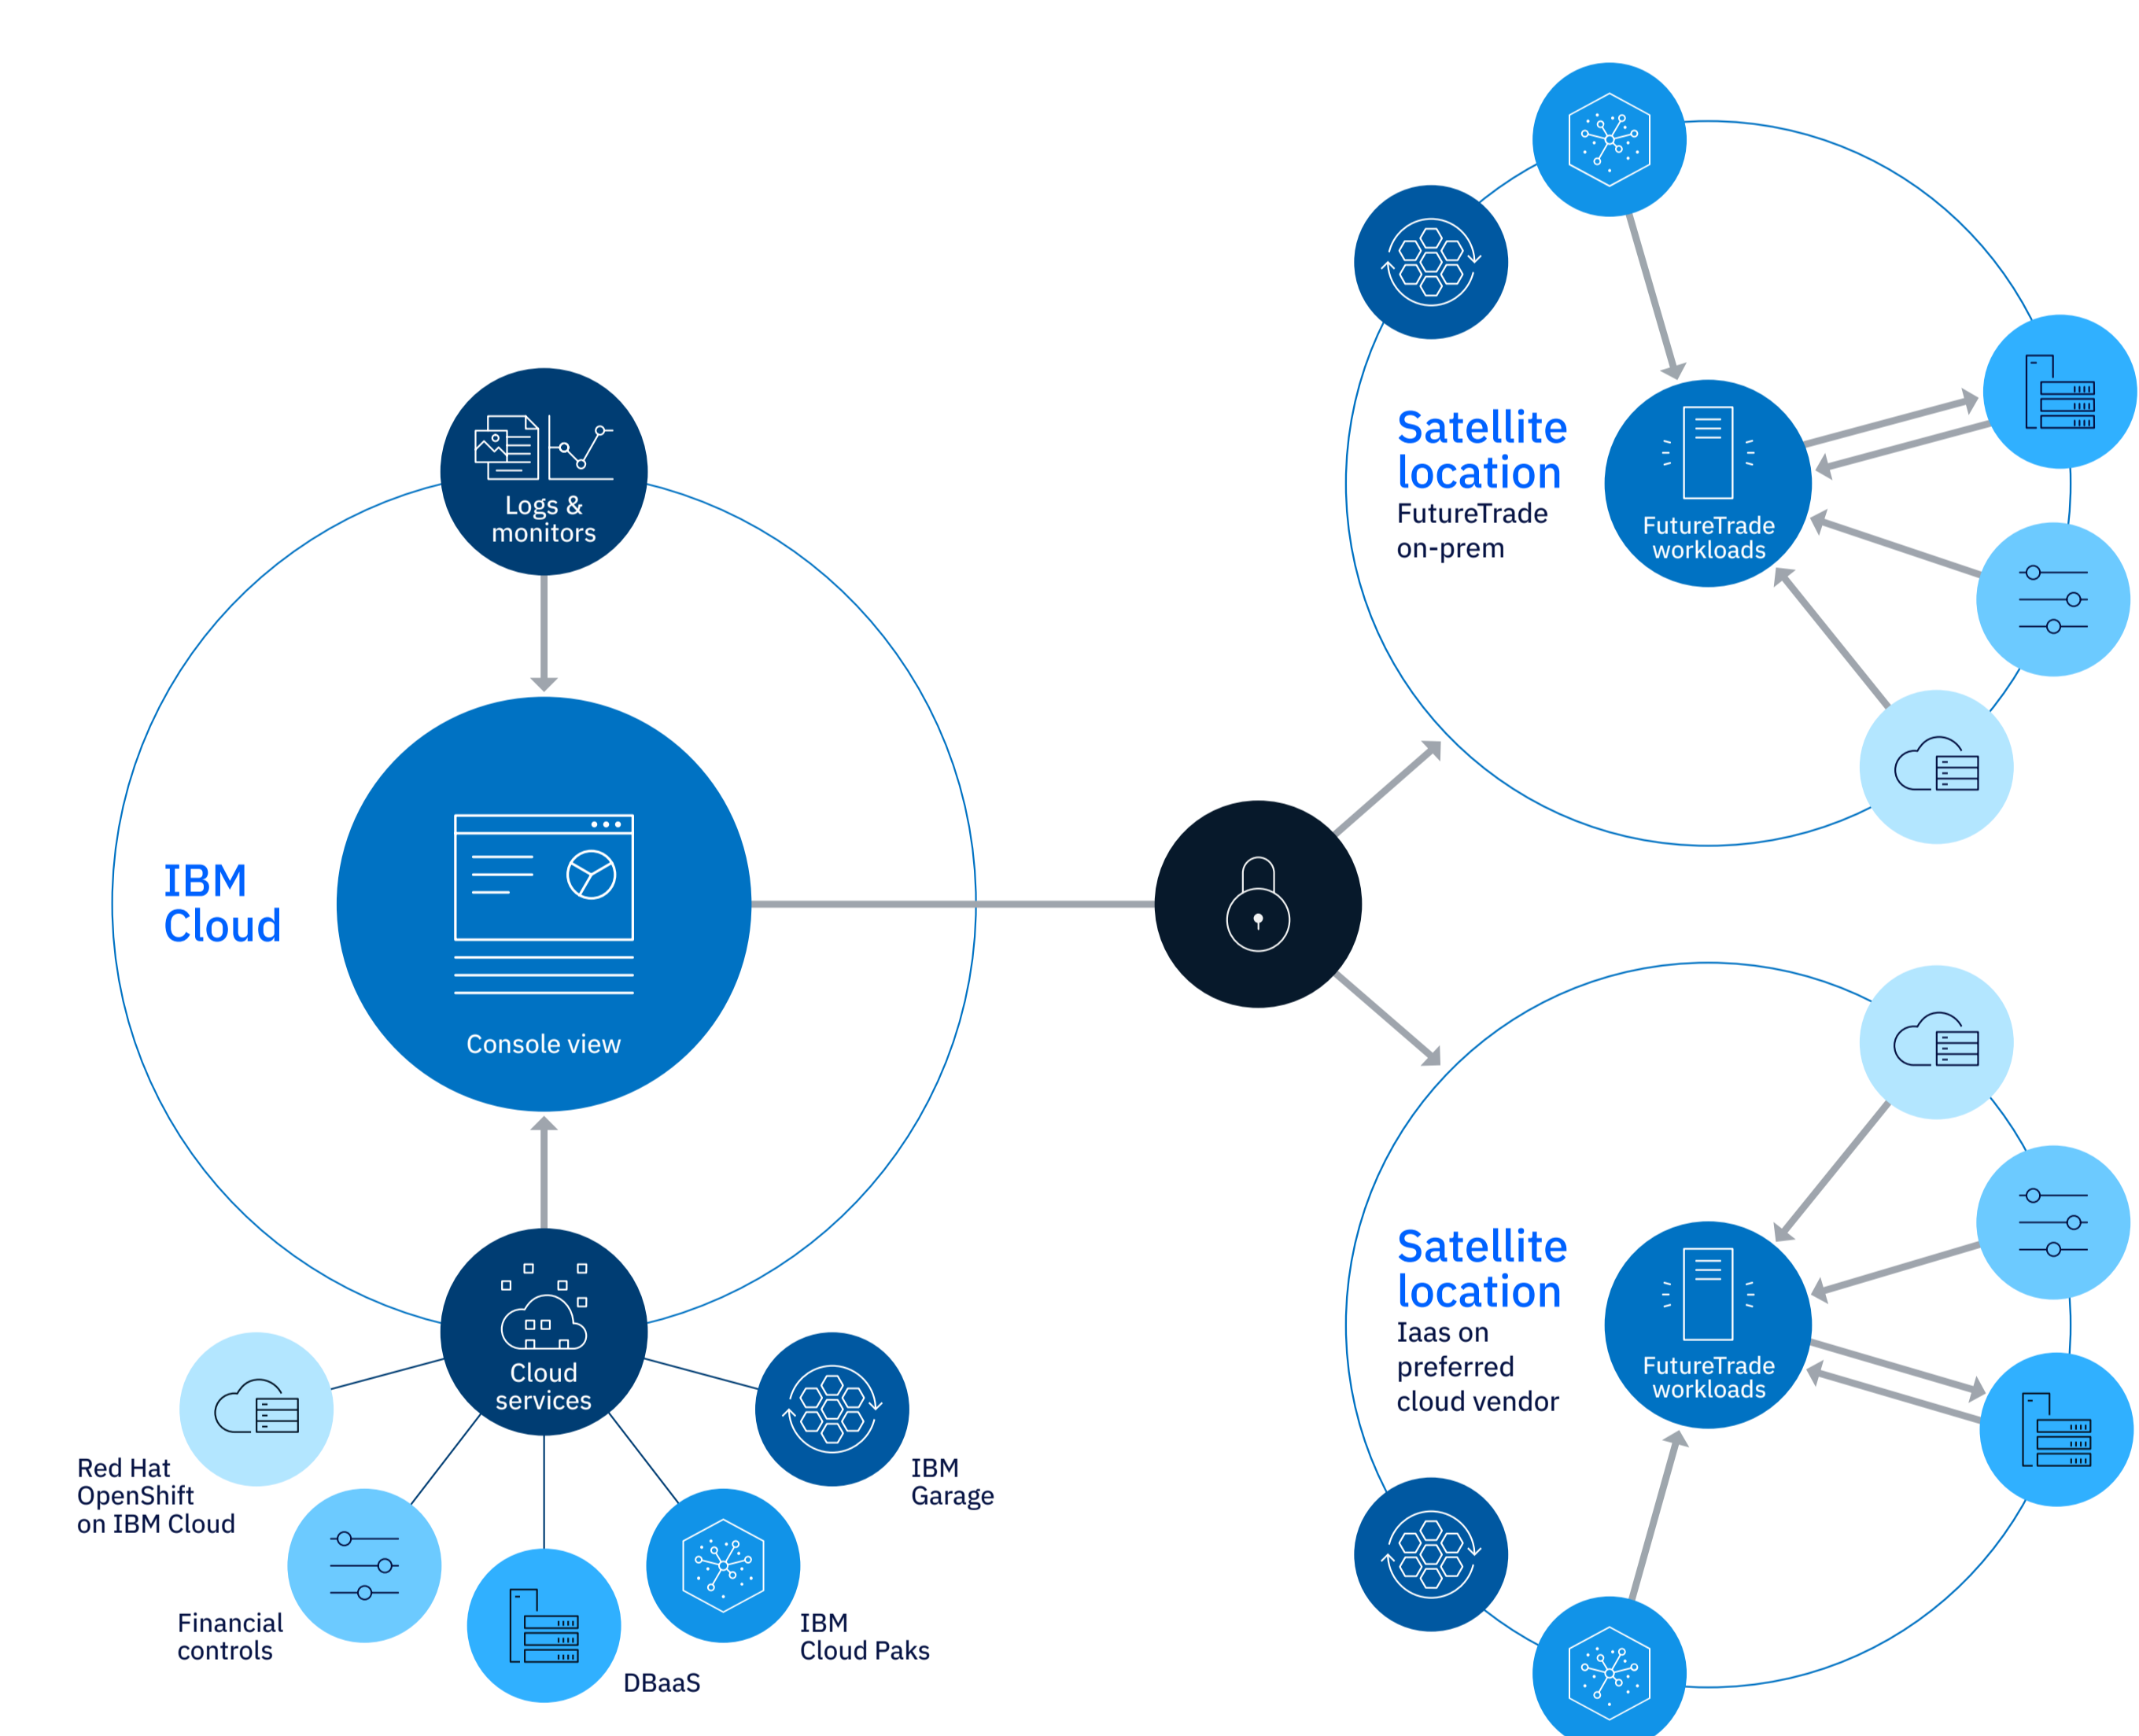 Logs &
monitors
IBM
Cloud
Console view
Cloud
services
Red Hat
OpenShift
on IBM Cloud
Financial
controls
DBaaS
IBM
Cloud Paks
IBM
Garage
Satellite
location
FutureTrade
on-prem
FutureTrade
workloads
Satellite
location
Iaas on
preferred
cloud vendor
FutureTrade
workloads